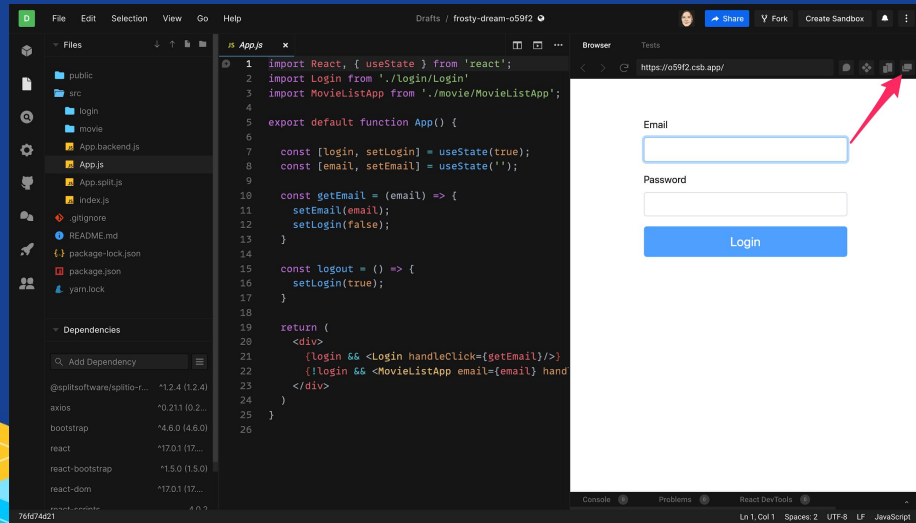 D File Edit Selection View Go Help Drafts / frosty-dream-o59f2 Share Fork Create Sandbox
Files
public
src
login
movie
App.backend.js
App.js
App.split.js
index.js
.gitignore
README.md
package-lock.json
package.json
yarn.lock
Dependencies
Add Dependency
@splitsoftware/splitio-r... ^1.2.4 (1.2.4)
axios ^0.21.1 (0.2...
bootstrap ^4.6.0 (4.6.0)
react ^17.0.1 (17....
react-bootstrap ^1.5.0 (1.5.0)
react-dom ^17.0.1 (17....
react-scripts 4.0.2
JS App.js ×
1 import React, { useState } from 'react';
2 import Login from './login/Login'
3 import MovieListApp from './movie/MovieListApp';
4
5 export default function App() {
6
7 const [login, setLogin] = useState(true);
8 const [email, setEmail] = useState('');
9
10 const getEmail = (email) => {
11 setEmail(email);
12 setLogin(false);
13 }
14
15 const logout = () => {
16 setLogin(true);
17 }
18
19 return (
20 <div>
21 {login && <Login handleClick={getEmail}/>}
22 {!login && <MovieListApp email={email} hand
23 </div>
24 )
25 }
26
Browser Tests
https://o59f2.csb.app/
Email
Password
Login
Console 0 Problems 0 React DevTools 0
76fd74d21 Ln 1, Col 1 Spaces: 2 UTF-8 LF JavaScript